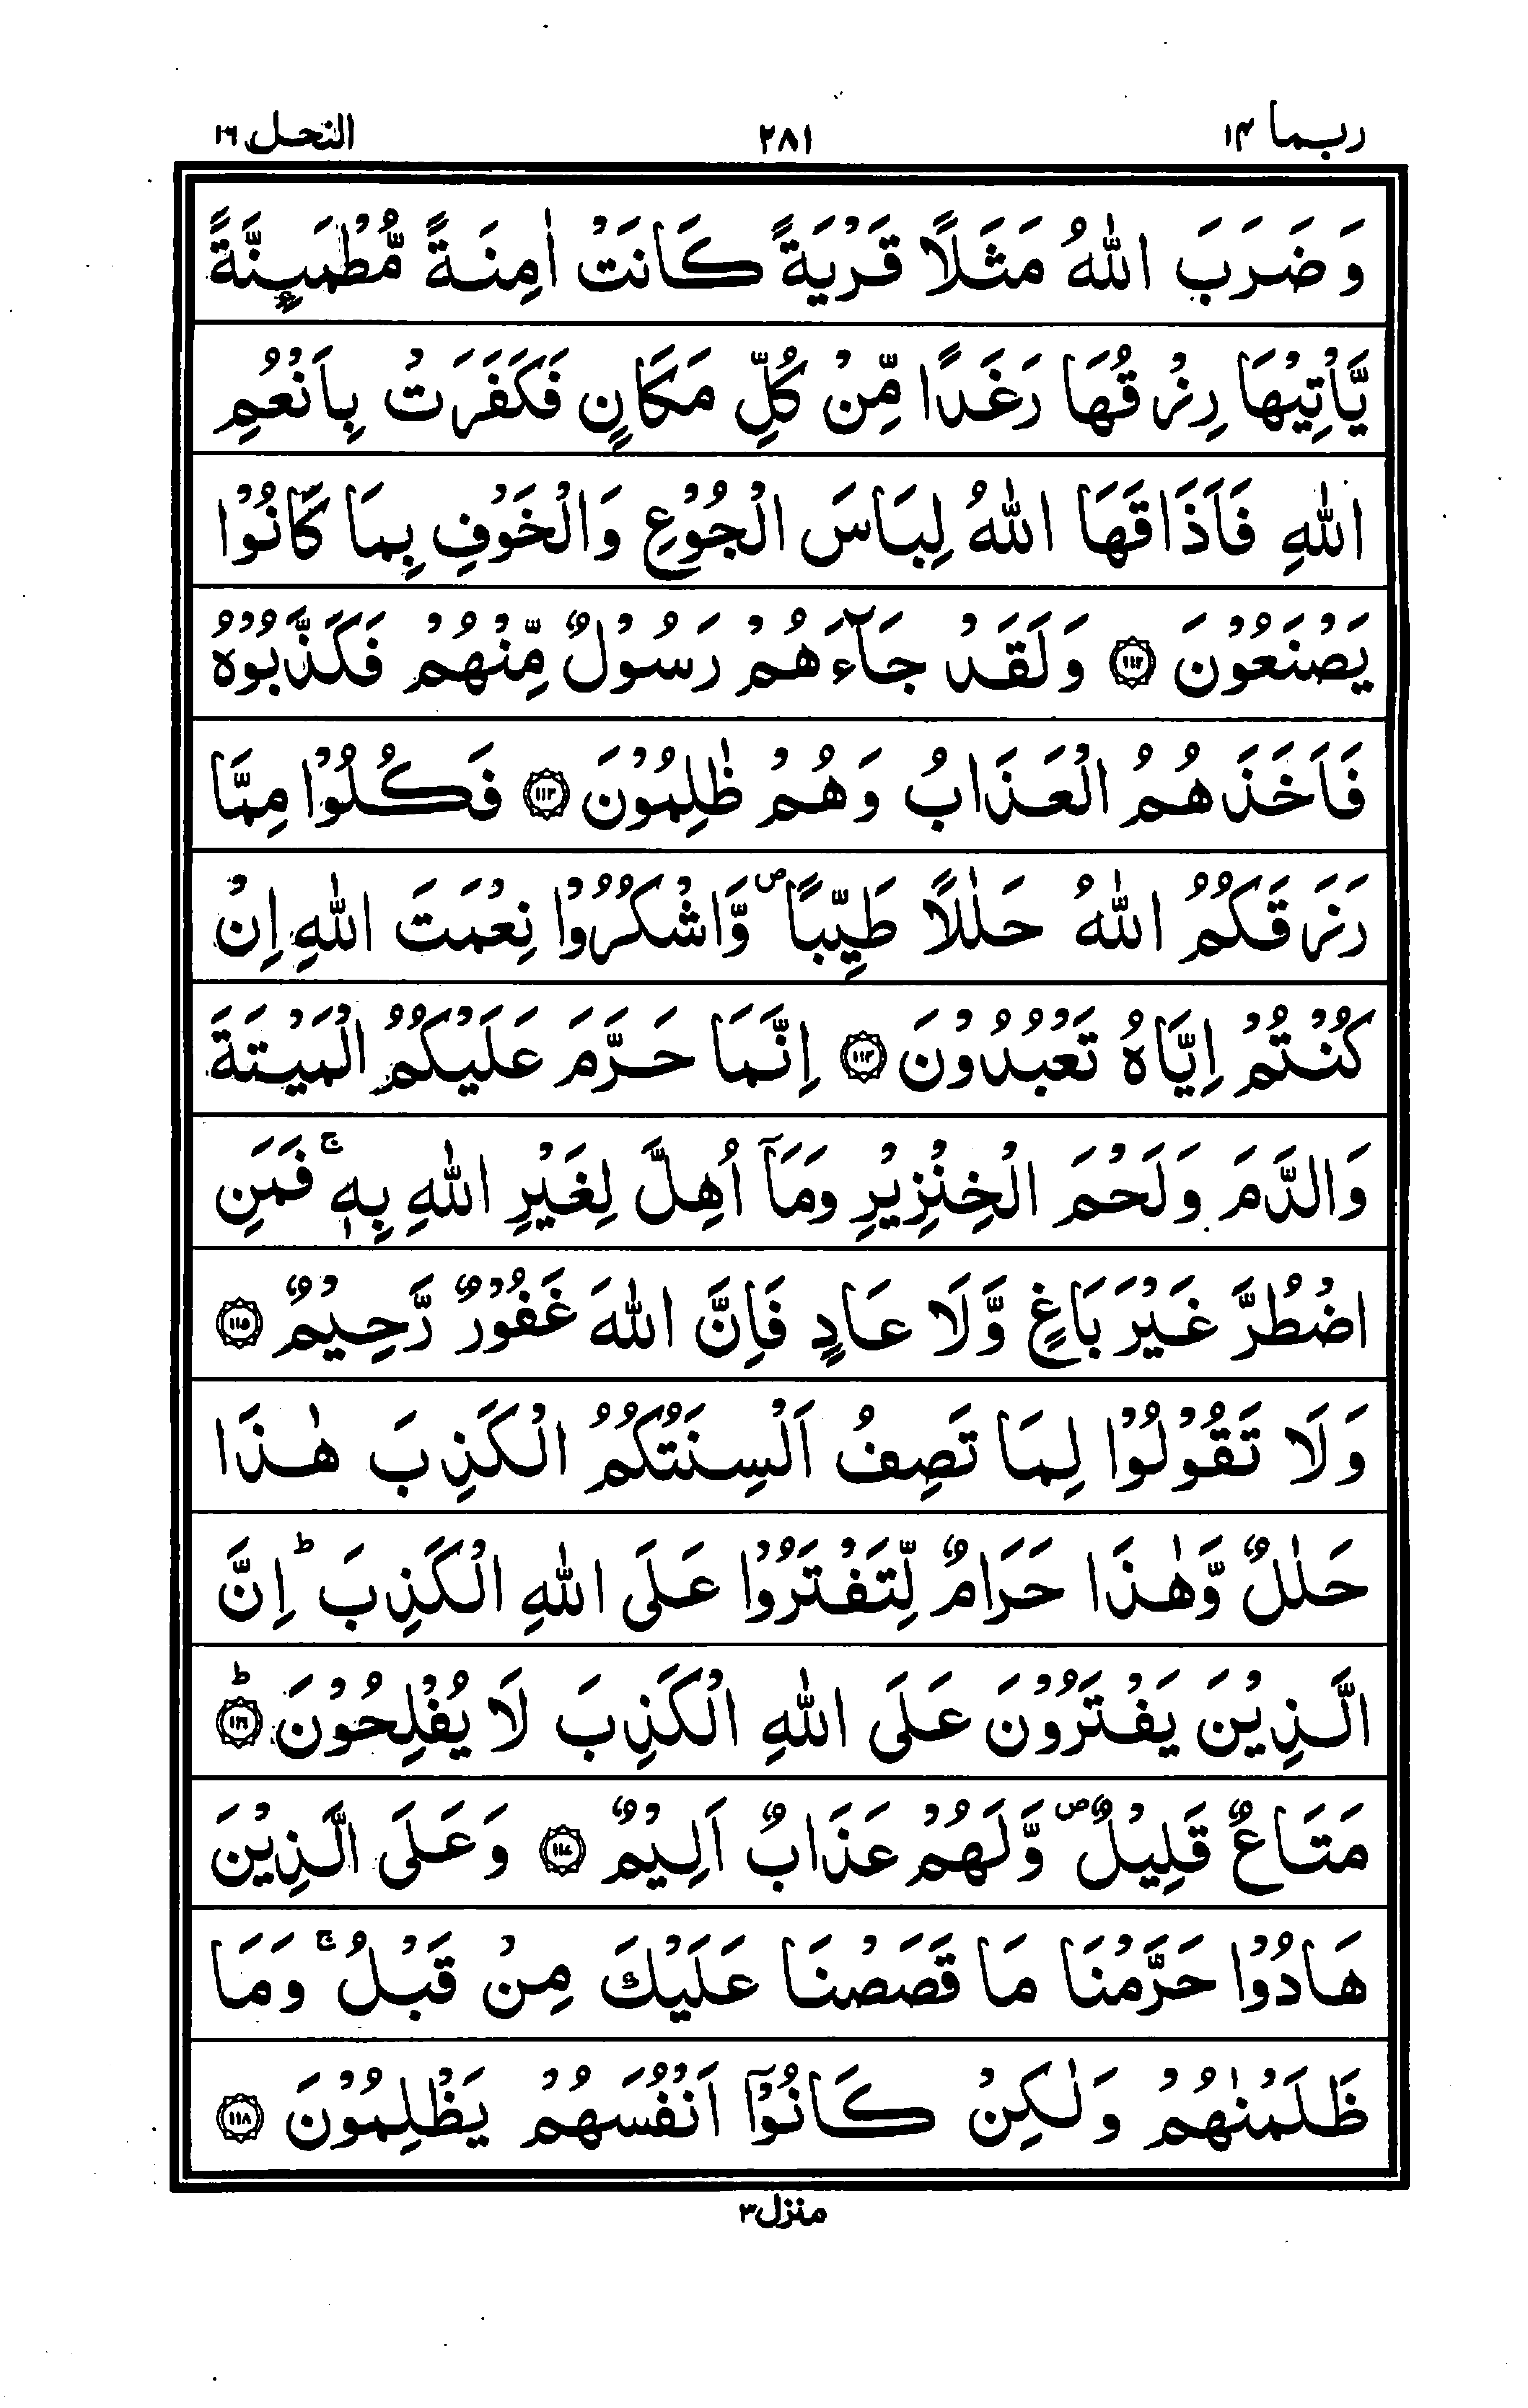 ربما ١٤ ٢٨١ النحل ١٦
وَضَرَبَ اللّٰهُ مَثَلًا قَرْيَةً كَانَتْ اٰمِنَةً مُّطْمَىِٕنَّةً
يَّاْتِيْهَا رِزْقُهَا رَغَدًا مِّنْ كُلِّ مَكَانٍ فَكَفَرَتْ بِاَنْعُمِ
اللّٰهِ فَاَذَاقَهَا اللّٰهُ لِبَاسَ الْجُوْعِ وَالْخَوْفِ بِمَا كَانُوْا
يَصْنَعُوْنَ ۝١١٢ وَلَقَدْ جَآءَهُمْ رَسُوْلٌ مِّنْهُمْ فَكَذَّبُوْهُ
فَاَخَذَهُمُ الْعَذَابُ وَهُمْ ظٰلِمُوْنَ ۝١١٣ فَكُلُوْا مِمَّا
رَزَقَكُمُ اللّٰهُ حَلٰلًا طَيِّبًا ۪ وَّاشْكُرُوْا نِعْمَتَ اللّٰهِ اِنْ
كُنْتُمْ اِيَّاهُ تَعْبُدُوْنَ ۝١١٤ اِنَّمَا حَرَّمَ عَلَيْكُمُ الْمَيْتَةَ
وَالدَّمَ وَلَحْمَ الْخِنْزِيْرِ وَمَآ اُهِلَّ لِغَيْرِ اللّٰهِ بِهٖ ۚ فَمَنِ
اضْطُرَّ غَيْرَ بَاغٍ وَّلَا عَادٍ فَاِنَّ اللّٰهَ غَفُوْرٌ رَّحِيْمٌ ۝١١٥
وَلَا تَقُوْلُوْا لِمَا تَصِفُ اَلْسِنَتُكُمُ الْكَذِبَ هٰذَا
حَلٰلٌ وَّهٰذَا حَرَامٌ لِّتَفْتَرُوْا عَلَى اللّٰهِ الْكَذِبَ ؕ اِنَّ
الَّذِيْنَ يَفْتَرُوْنَ عَلَى اللّٰهِ الْكَذِبَ لَا يُفْلِحُوْنَ ؕ۝١١٦
مَتَاعٌ قَلِيْلٌ ۪ وَّلَهُمْ عَذَابٌ اَلِيْمٌ ۝١١٧ وَعَلَى الَّذِيْنَ
هَادُوْا حَرَّمْنَا مَا قَصَصْنَا عَلَيْكَ مِنْ قَبْلُ ۚ وَمَا
ظَلَمْنٰهُمْ وَلٰكِنْ كَانُوْٓا اَنْفُسَهُمْ يَظْلِمُوْنَ ۝١١٨
منزل ٣